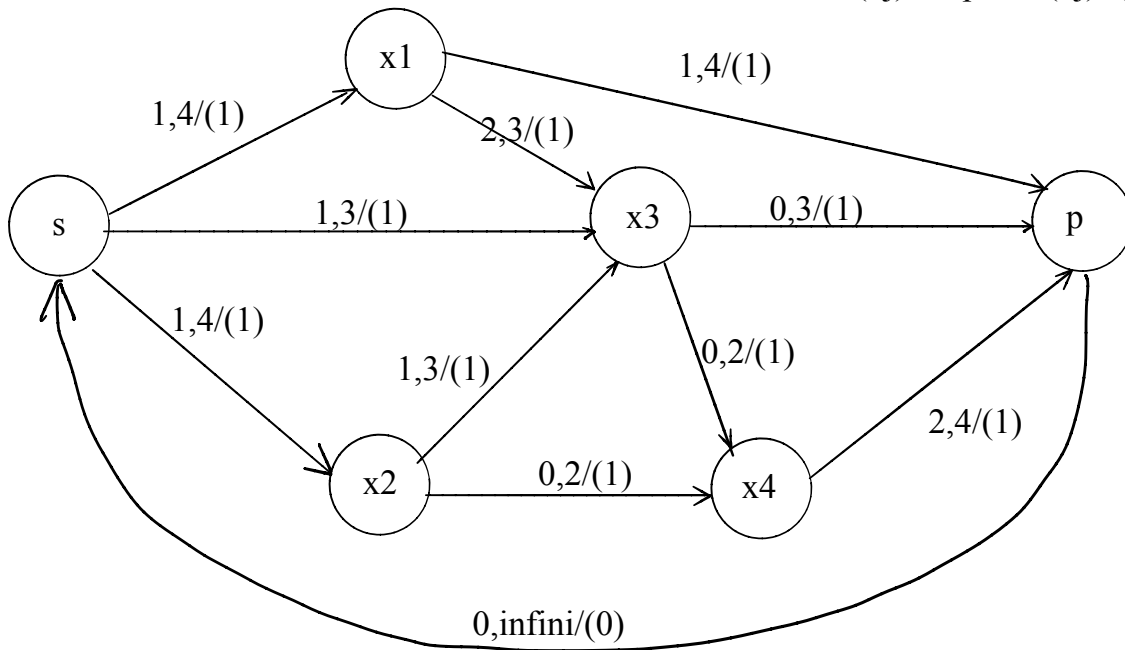 x1
1,4/(1)
1,4/(1)
2,3/(1)
s
1,3/(1)
x3
0,3/(1)
p
1,4/(1)
1,3/(1)
0,2/(1)
2,4/(1)
x2
0,2/(1)
x4
0,infini/(0)